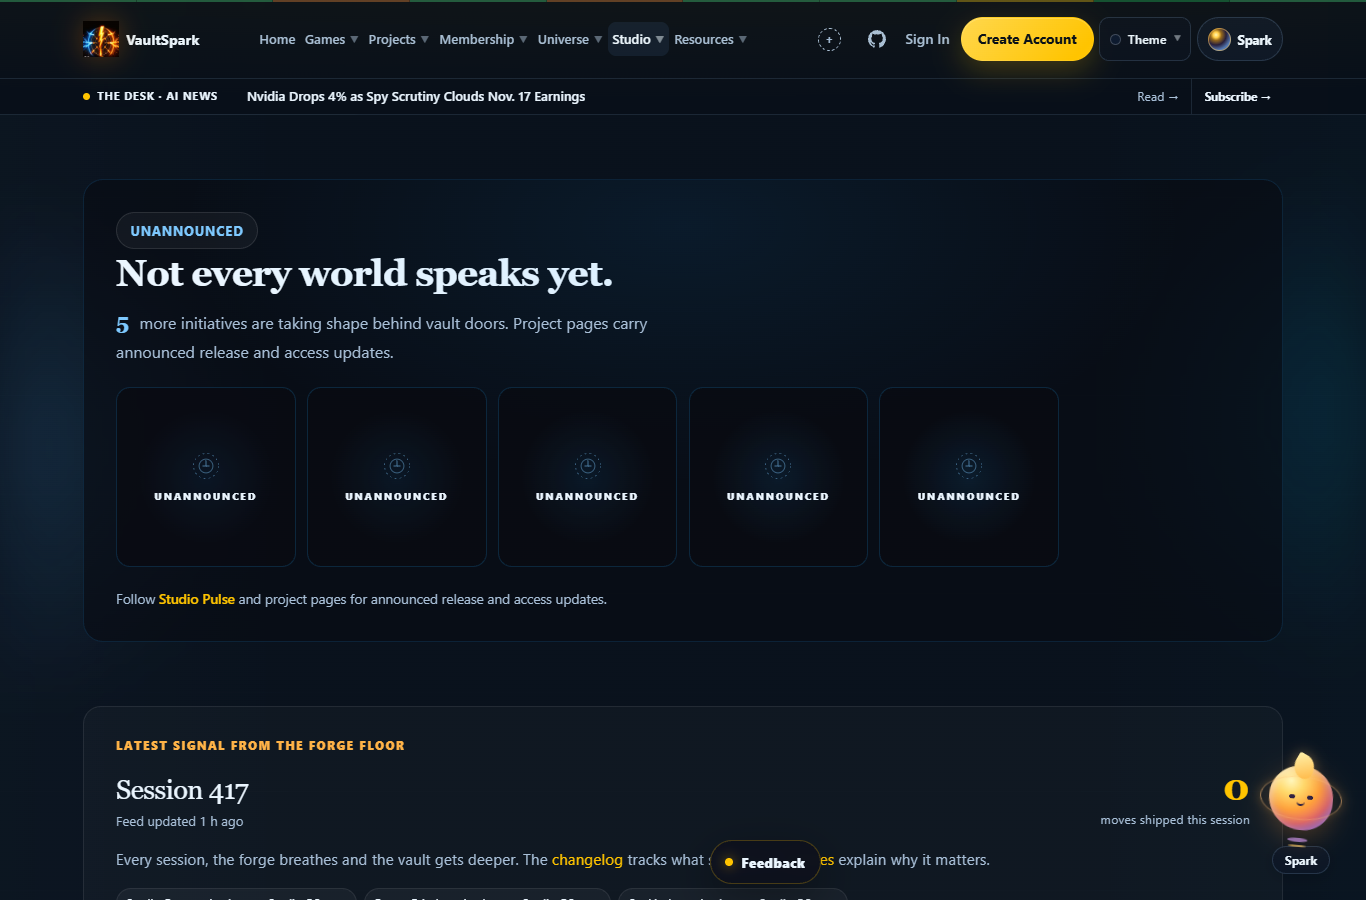 VaultSpark
Home
Games
Projects
Membership
Universe
Studio
Resources
Sign In
Create Account
Theme
Spark
THE DESK - AI NEWS
Nvidia Drops 4% as Spy Scrutiny Clouds Nov. 17 Earnings
Read →
Subscribe →
UNANNOUNCED
Not every world speaks yet.
5 more initiatives are taking shape behind vault doors. Project pages carry
announced release and access updates.
UNANNOUNCED
UNANNOUNCED
UNANNOUNCED
UNANNOUNCED
UNANNOUNCED
Follow Studio Pulse and project pages for announced release and access updates.
LATEST SIGNAL FROM THE FORGE FLOOR
Session 417
Feed updated 1 h ago
0
moves shipped this session
Every session, the forge breathes and the vault gets deeper. The changelog tracks what
explain why it matters.
Feedback
Spark